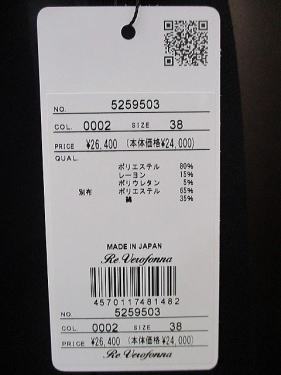 NO. 5259503
COL. 0002 SIZE 38
PRICE ¥26,400 (本体価格¥24,000)
QUAL.
ポリエステル 80%
レーヨン 15%
ポリウレタン 5%
別布 ポリエステル 65%
綿 35%
MADE IN JAPAN
Re.Verofonna
4570117481482
NO. 5259503
COL. 0002 SIZE 38
PRICE ¥26,400 (本体価格¥24,000)
Re.Verofonna